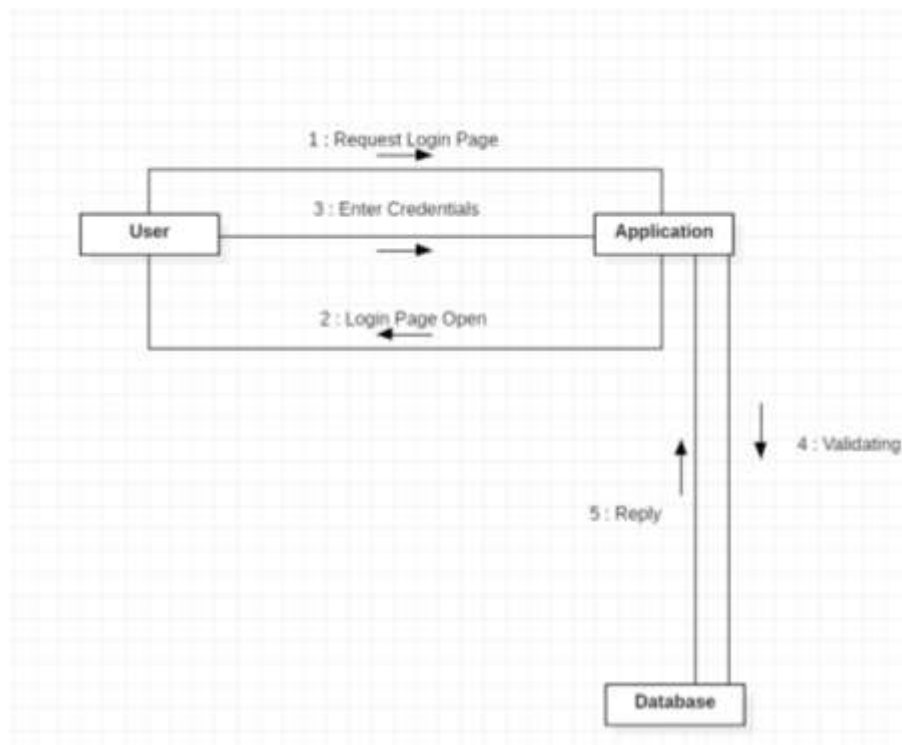 1 : Request Login Page
3 : Enter Credentials
User
Application
2 : Login Page Open
4 : Validating
5 : Reply
Database